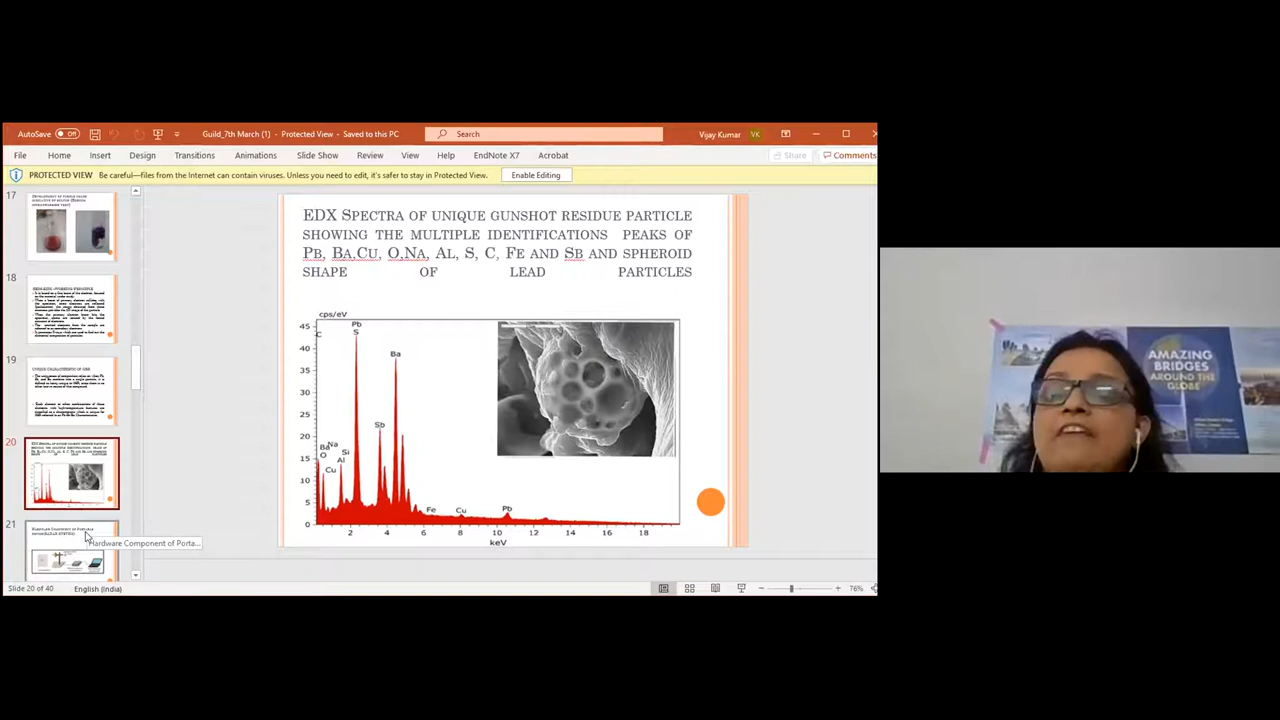 AutoSave Off
Guild_7th March (1) - Protected View - Saved to this PC
Search
Vijay Kumar VK
File Home Insert Design Transitions Animations Slide Show Review View Help EndNote X7 Acrobat Share Comments
PROTECTED VIEW Be careful—files from the Internet can contain viruses. Unless you need to edit, it's safer to stay in Protected View. Enable Editing
17
18
19
UNIQUE CHARACTERISTIC OF GSR
20
21
Hardware Component of Porta...
EDX SPECTRA OF UNIQUE GUNSHOT RESIDUE PARTICLE
SHOWING THE MULTIPLE IDENTIFICATIONS PEAKS OF
PB, BA,CU, O,NA, AL, S, C, FE AND SB AND SPHEROID
SHAPE OF LEAD PARTICLES
cps/eV
45
40
35
30
25
20
15
10
5
0
C
Pb
S
Ba
Sb
Na
Ba
O
Si
Al
Cu
Fe
Cu
Pb
2 4 6 8 10 12 14 16 18
keV
Slide 20 of 40 English (India)
76%
AMAZING
BRIDGES
AROUND THE
GLOBE